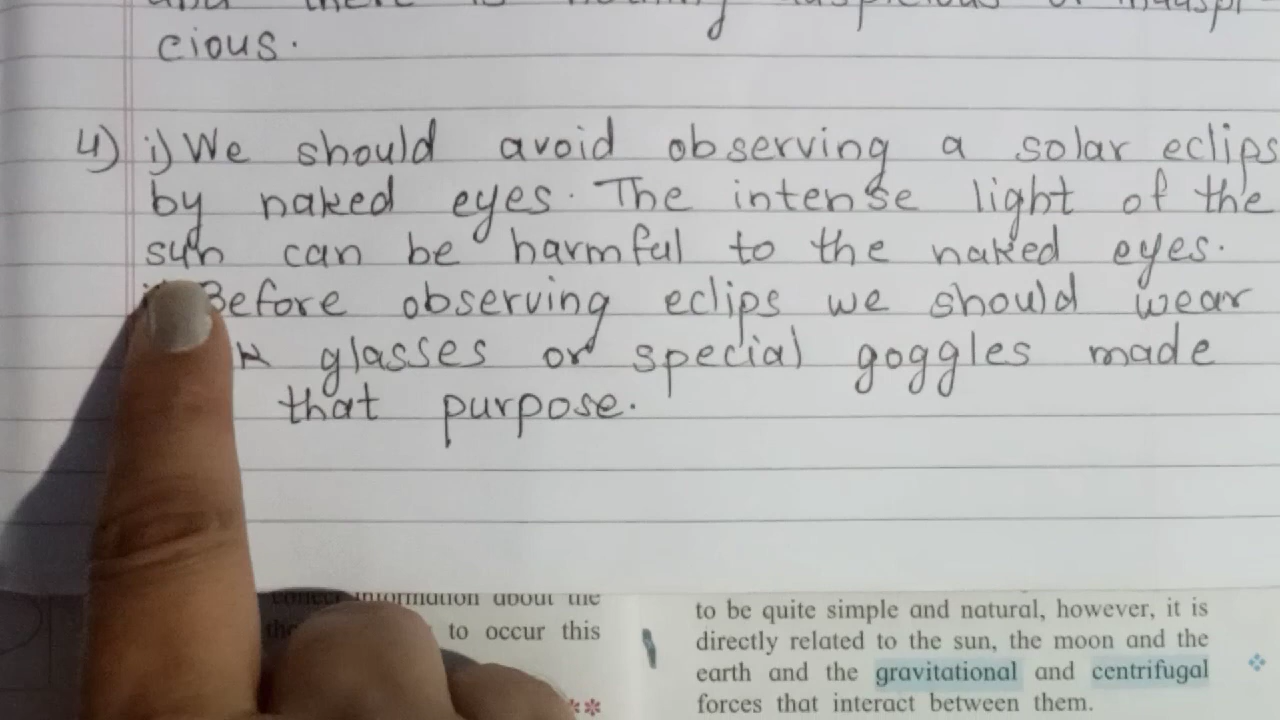 cious.
4) i) We should avoid observing a solar eclips
by naked eyes. The intense light of the
sun can be harmful to the naked eyes.
Before observing eclips we should wear
glasses or special goggles made
that purpose.
information about the
to occur this
**
to be quite simple and natural, however, it is
directly related to the sun, the moon and the
earth and the gravitational and centrifugal
forces that interact between them.